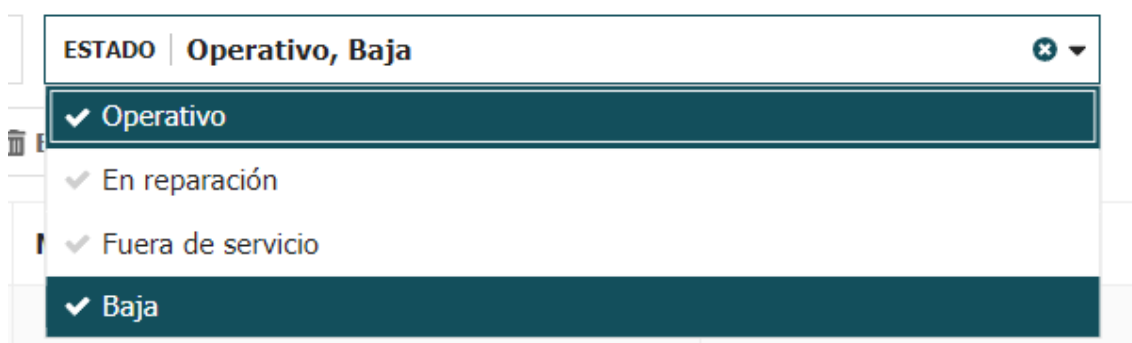 ESTADO Operativo, Baja
Operativo
En reparación
Fuera de servicio
Baja